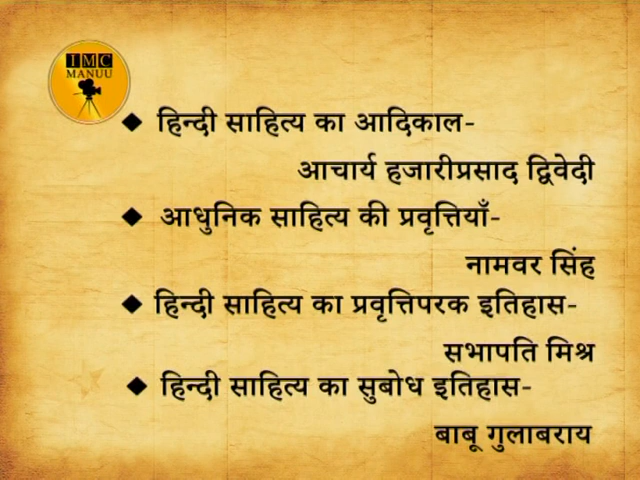 IMC
MANUU
◆ हिन्दी साहित्य का आदिकाल-
आचार्य हजारीप्रसाद द्विवेदी
◆ आधुनिक साहित्य की प्रवृत्तियाँ-
नामवर सिंह
◆ हिन्दी साहित्य का प्रवृत्तिपरक इतिहास-
सभापति मिश्र
◆ हिन्दी साहित्य का सुबोध इतिहास-
बाबू गुलाबराय